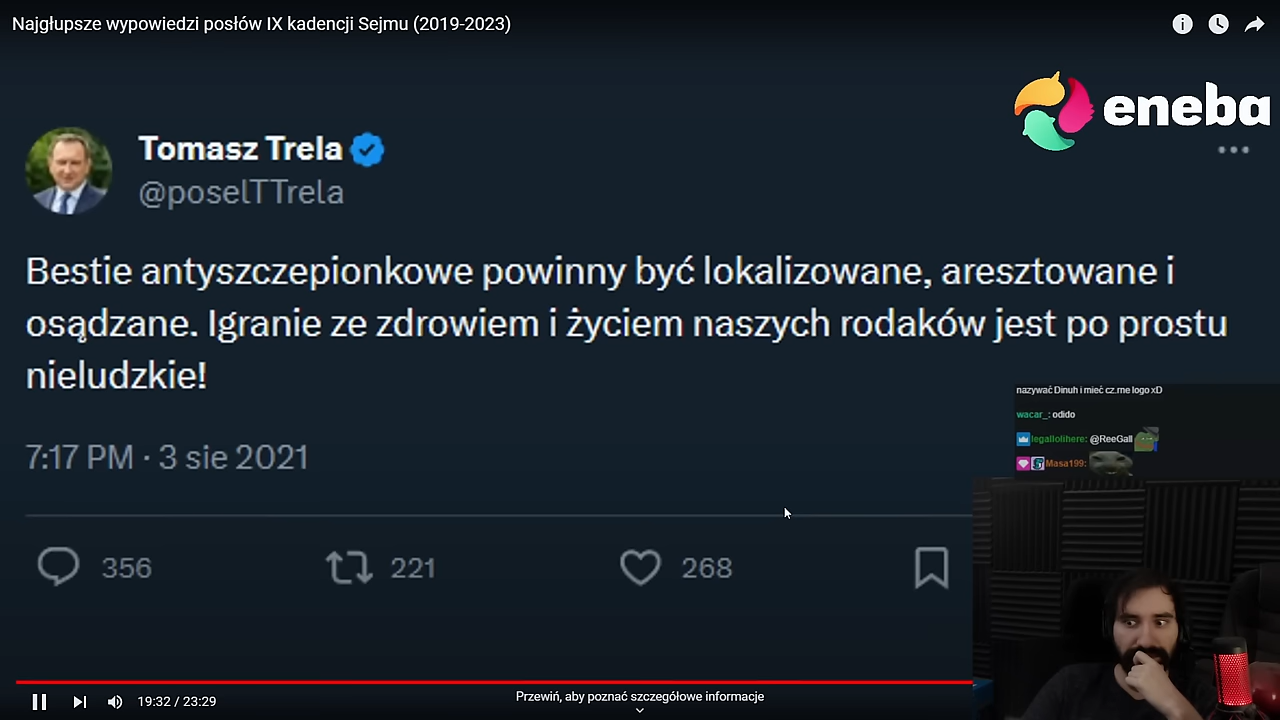 Najgłupsze wypowiedzi posłów IX kadencji Sejmu (2019-2023)
eneba
Tomasz Trela
@poselTTrela
Bestie antyszczepionkowe powinny być lokalizowane, aresztowane i
osądzane. Igranie ze zdrowiem i życiem naszych rodaków jest po prostu
nieludzkie!
7:17 PM · 3 sie 2021
356 221 268
nazywać Dinuh i mieć cz.me logo xD
wacar_: odido
legallolihere: @ReeGall
Masa199:
19:32 / 23:29
Przewiń, aby poznać szczegółowe informacje